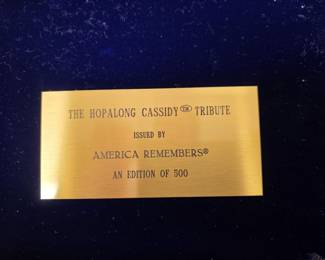 THE HOPALONG CASSIDY™ TRIBUTE
ISSUED BY
AMERICA REMEMBERS®
AN EDITION OF 500